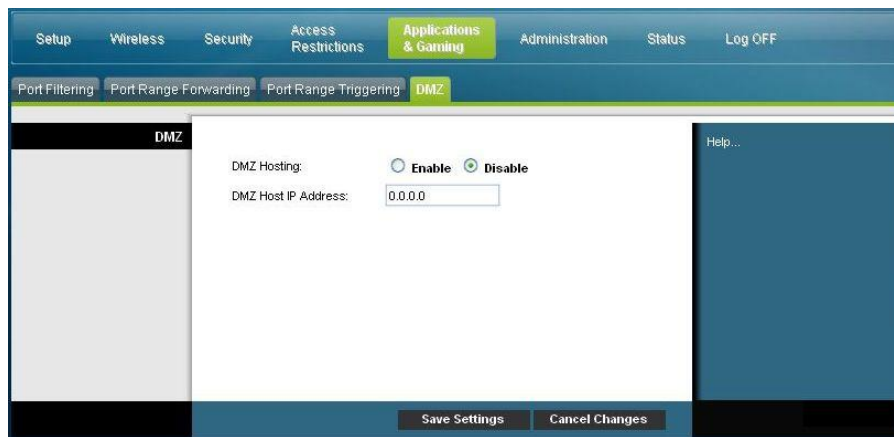 Setup Wireless Security Access Restrictions Applications & Gaming Administration Status Log OFF
Port Filtering Port Range Forwarding Port Range Triggering DMZ
DMZ
Help...
DMZ Hosting: Enable Disable
DMZ Host IP Address: 0.0.0.0
Save Settings Cancel Changes